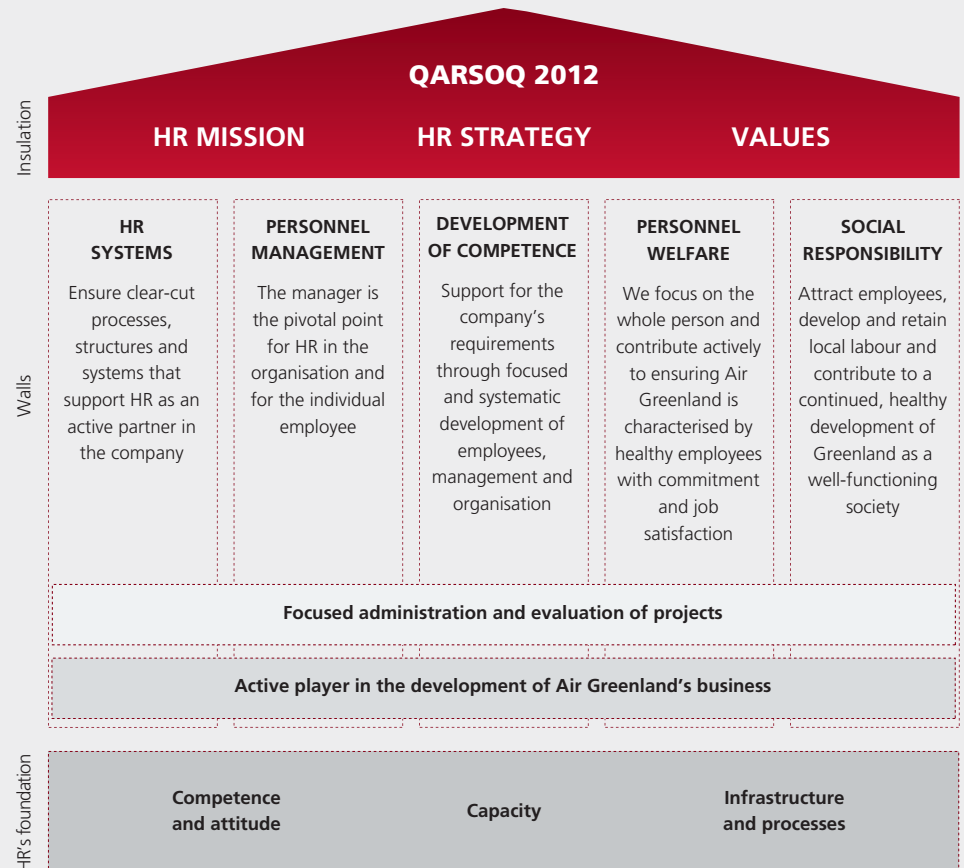 QARSOQ 2012
Insulation
HR MISSION
HR STRATEGY
VALUES
Walls
HR
SYSTEMS
Ensure clear-cut
processes,
structures and
systems that
support HR as an
active partner in
the company
PERSONNEL
MANAGEMENT
The manager is
the pivotal point
for HR in the
organisation and
for the individual
employee
DEVELOPMENT
OF COMPETENCE
Support for the
company’s
requirements
through focused
and systematic
development of
employees,
management and
organisation
PERSONNEL
WELFARE
We focus on the
whole person and
contribute actively
to ensuring Air
Greenland is
characterised by
healthy employees
with commitment
and job
satisfaction
SOCIAL
RESPONSIBILITY
Attract employees,
develop and retain
local labour and
contribute to a
continued, healthy
development of
Greenland as a
well-functioning
society
Focused administration and evaluation of projects
Active player in the development of Air Greenland’s business
HR’s foundation
Competence
and attitude
Capacity
Infrastructure
and processes